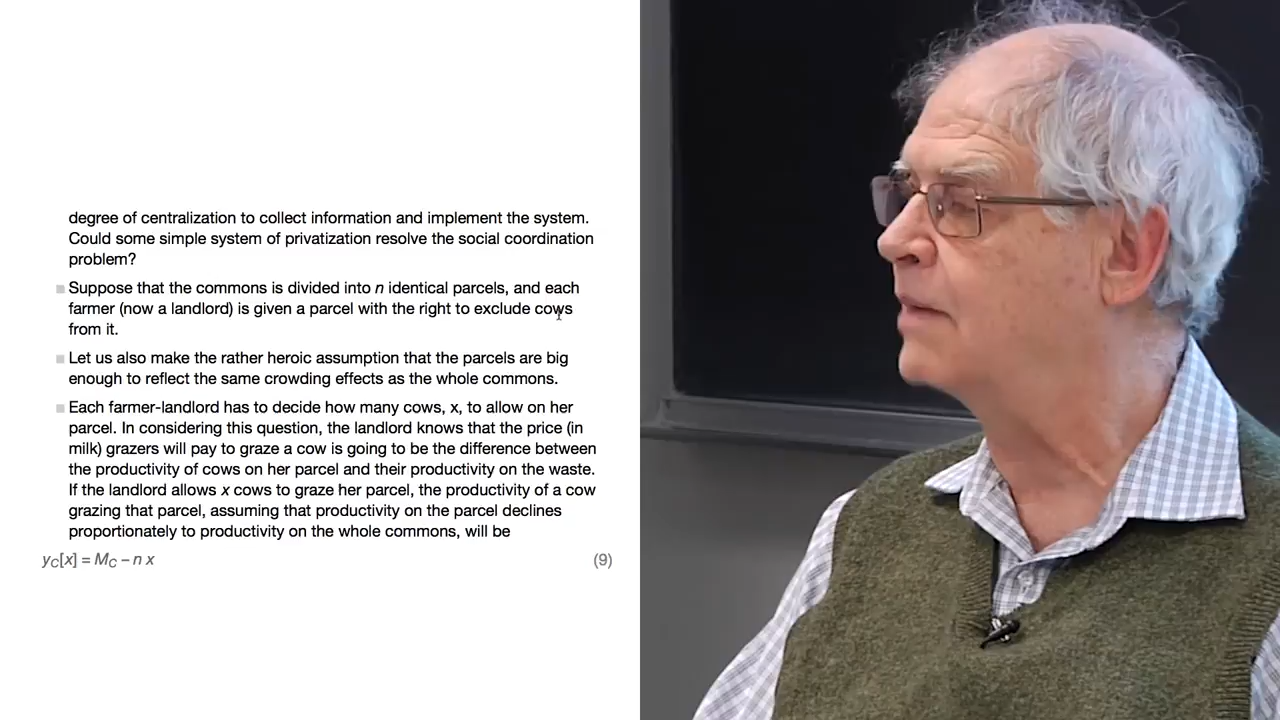 degree of centralization to collect information and implement the system.
Could some simple system of privatization resolve the social coordination
problem?
Suppose that the commons is divided into n identical parcels, and each
farmer (now a landlord) is given a parcel with the right to exclude cows
from it.
Let us also make the rather heroic assumption that the parcels are big
enough to reflect the same crowding effects as the whole commons.
Each farmer-landlord has to decide how many cows, x, to allow on her
parcel. In considering this question, the landlord knows that the price (in
milk) grazers will pay to graze a cow is going to be the difference between
the productivity of cows on her parcel and their productivity on the waste.
If the landlord allows x cows to graze her parcel, the productivity of a cow
grazing that parcel, assuming that productivity on the parcel declines
proportionately to productivity on the whole commons, will be
y_C[x] = M_C – n x (9)